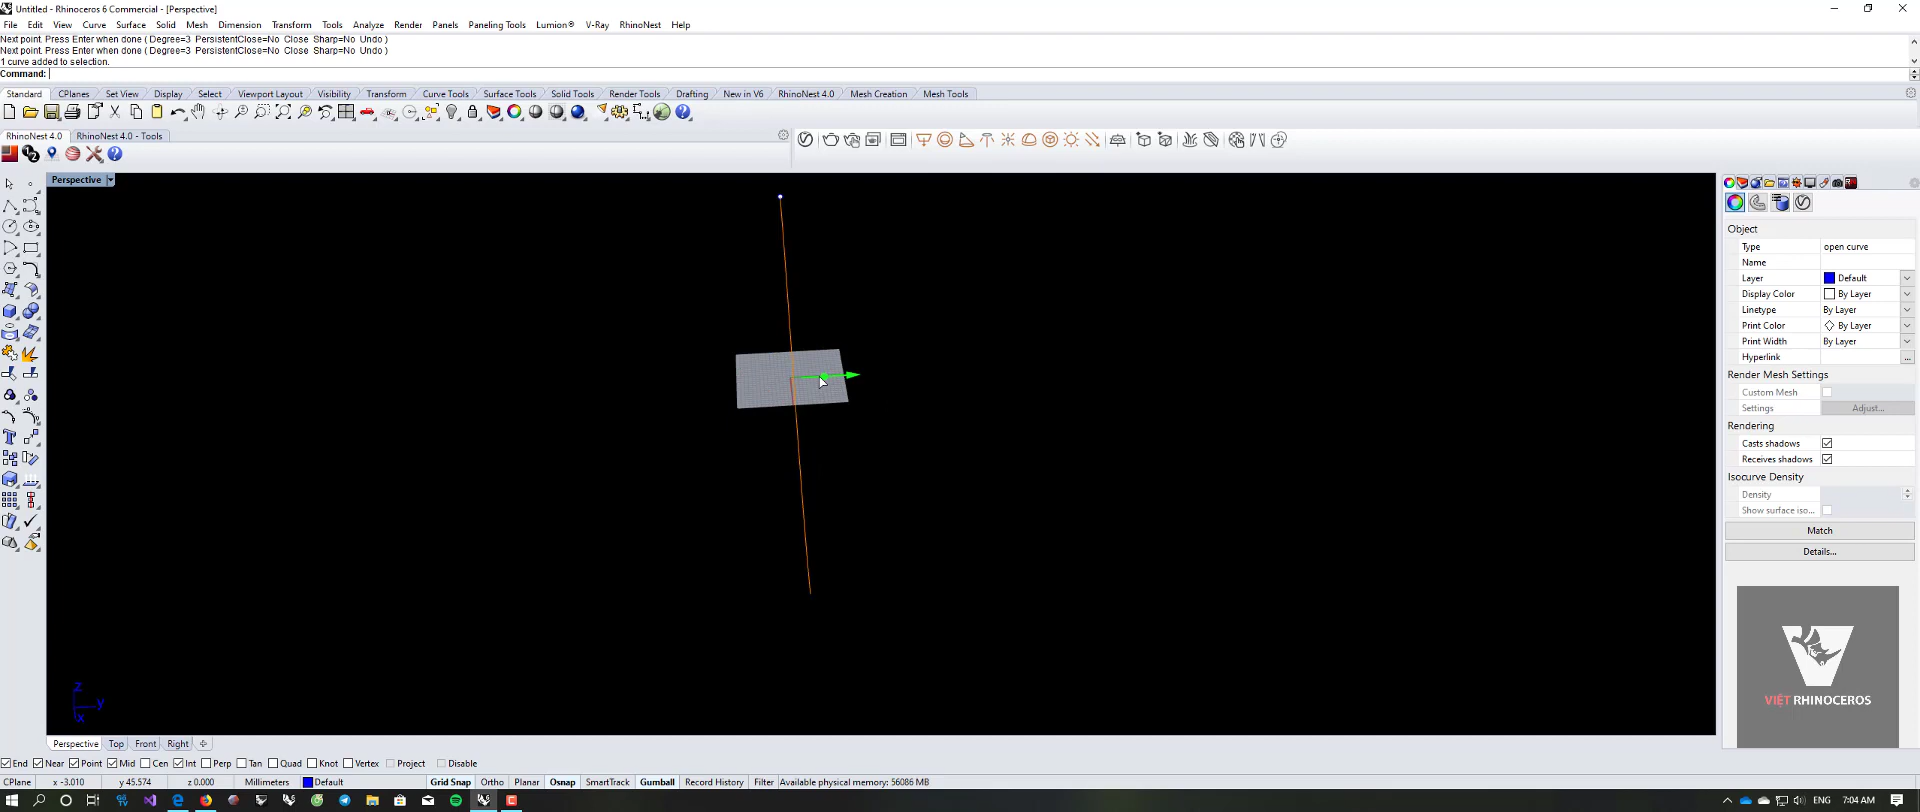 Untitled - Rhinoceros 6 Commercial - [Perspective]
File Edit View Curve Surface Solid Mesh Dimension Transform Tools Analyze Render Panels Paneling Tools Lumion® V-Ray RhinoNest Help
Next point. Press Enter when done ( Degree=3 PersistentClose=No Close Sharp=No Undo )
Next point. Press Enter when done ( Degree=3 PersistentClose=No Close Sharp=No Undo )
1 curve added to selection.
Command:
Standard CPlanes Set View Display Select Viewport Layout Visibility Transform Curve Tools Surface Tools Solid Tools Render Tools Drafting New in V6 RhinoNest 4.0 Mesh Creation Mesh Tools
RhinoNest 4.0 RhinoNest 4.0 - Tools
Perspective
Object
Type open curve
Name
Layer Default
Display Color By Layer
Linetype By Layer
Print Color By Layer
Print Width By Layer
Hyperlink ...
Render Mesh Settings
Custom Mesh
Settings Adjust...
Rendering
Casts shadows
Receives shadows
Isocurve Density
Density
Show surface iso...
Match
Details...
VIỆT RHINOCEROS
z
y
x
Perspective Top Front Right
End Near Point Mid Cen Int Perp Tan Quad Knot Vertex Project Disable
CPlane x -3.010 y 45.574 z 0.000 Millimeters Default Grid Snap Ortho Planar Osnap SmartTrack Gumball Record History Filter Available physical memory: 56086 MB
ENG 7:04 AM